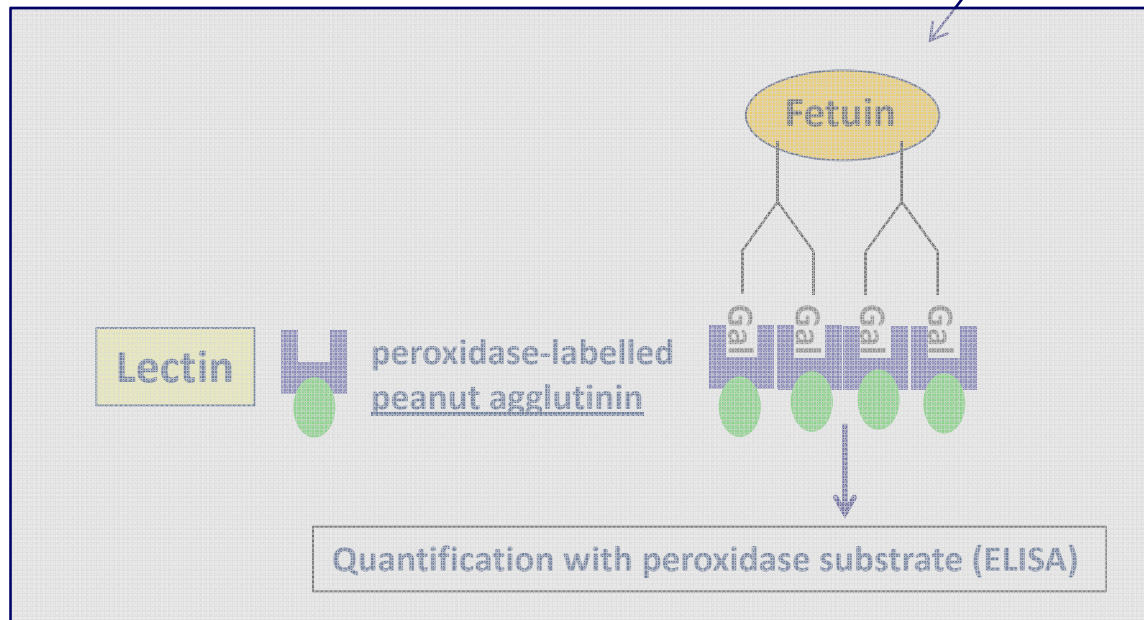 Fetuin
Gal Gal Gal Gal
Lectin
peroxidase-labelled
peanut agglutinin
Quantification with peroxidase substrate (ELISA)